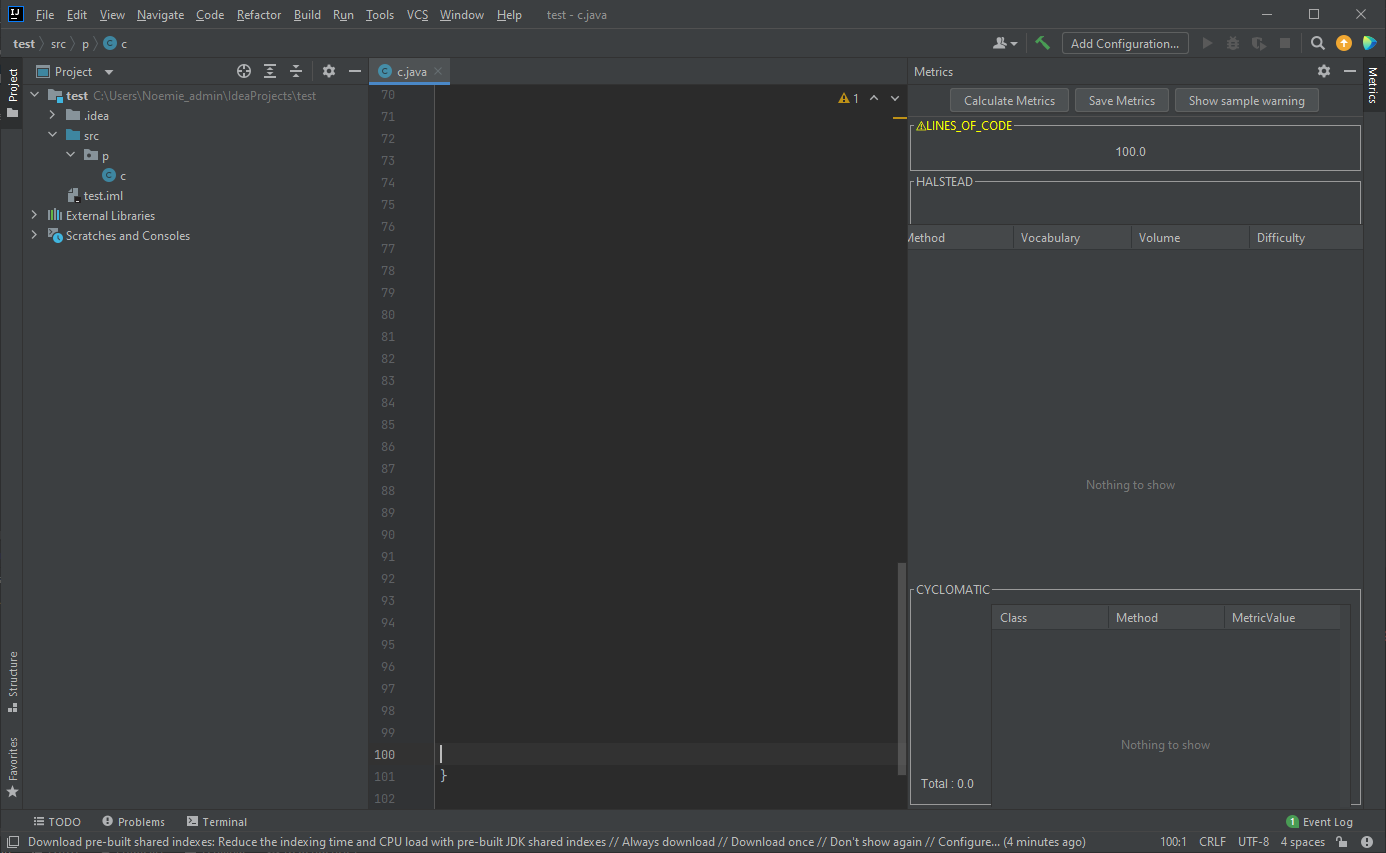 File Edit View Navigate Code Refactor Build Run Tools VCS Window Help test - c.java
test src p c
Add Configuration...
Project
Project
test C:\Users\Noemie_admin\IdeaProjects\test
.idea
src
p
c
test.iml
External Libraries
Scratches and Consoles
Structure
Favorites
c.java
1
70
71
72
73
74
75
76
77
78
79
80
81
82
83
84
85
86
87
88
89
90
91
92
93
94
95
96
97
98
99
100
101 }
102
Metrics
Metrics
Calculate Metrics Save Metrics Show sample warning
LINES_OF_CODE
100.0
HALSTEAD
Method Vocabulary Volume Difficulty
Nothing to show
CYCLOMATIC
Class Method MetricValue
Nothing to show
Total : 0.0
TODO Problems Terminal
1 Event Log
Download pre-built shared indexes: Reduce the indexing time and CPU load with pre-built JDK shared indexes // Always download // Download once // Don't show again // Configure... (4 minutes ago) 100:1 CRLF UTF-8 4 spaces